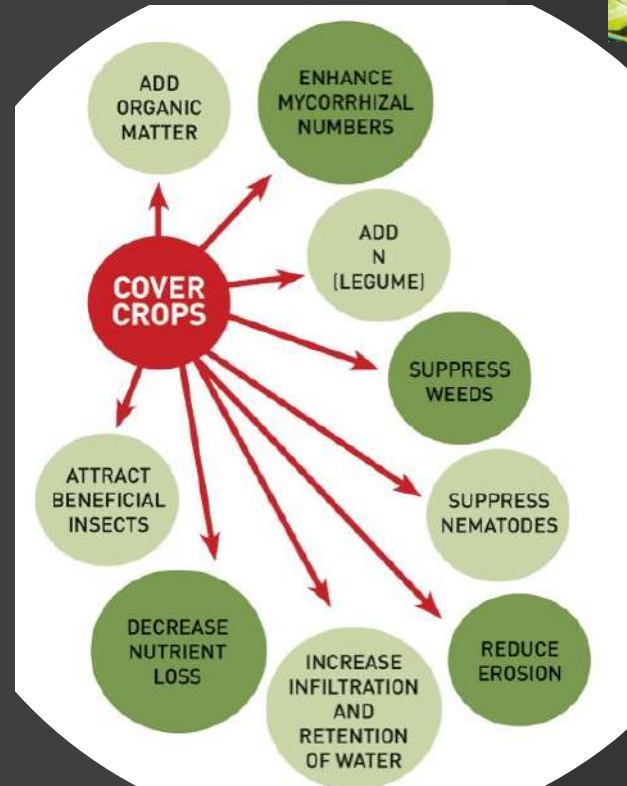 ADD
ORGANIC
MATTER
ENHANCE
MYCORRHIZAL
NUMBERS
ADD
N
(LEGUME)
COVER
CROPS
SUPPRESS
WEEDS
ATTRACT
BENEFICIAL
INSECTS
SUPPRESS
NEMATODES
DECREASE
NUTRIENT
LOSS
INCREASE
INFILTRATION
AND
RETENTION
OF WATER
REDUCE
EROSION